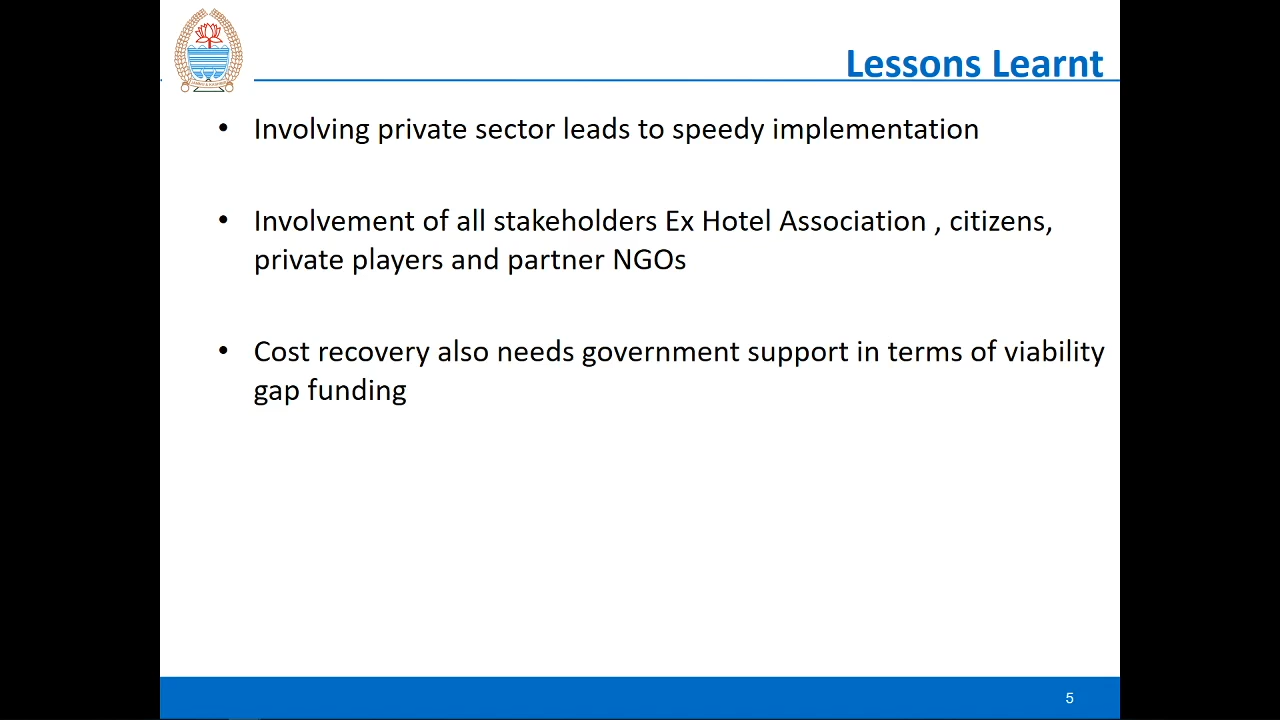 Lessons Learnt
• Involving private sector leads to speedy implementation
• Involvement of all stakeholders Ex Hotel Association , citizens,
private players and partner NGOs
• Cost recovery also needs government support in terms of viability
gap funding
5